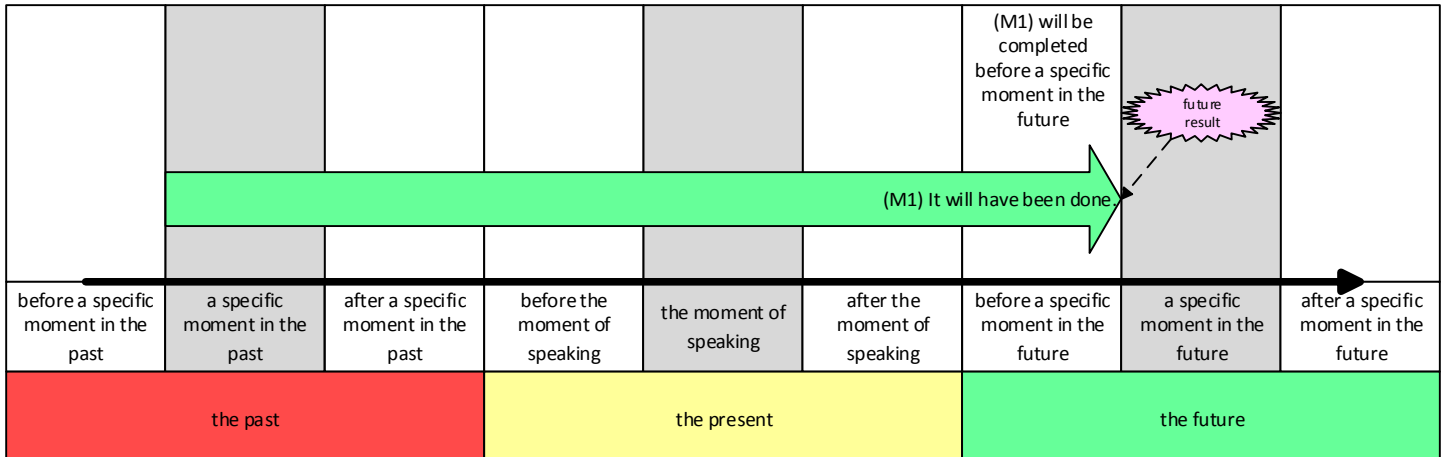 (M1) will be
completed
before a specific
moment in the
future
future
result
(M1) It will have been done.
before a specific
moment in the
past
a specific
moment in the
past
after a specific
moment in the
past
before the
moment of
speaking
the moment of
speaking
after the
moment of
speaking
before a specific
moment in the
future
a specific
moment in the
future
after a specific
moment in the
future
the past
the present
the future